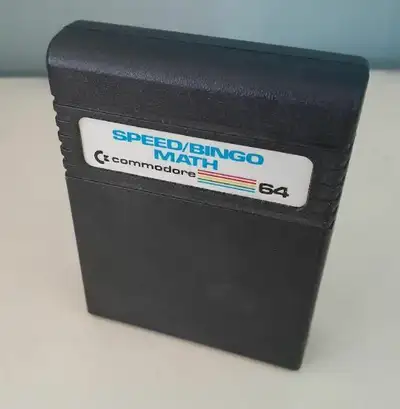 SPEED/BINGO
MATH
commodore 64